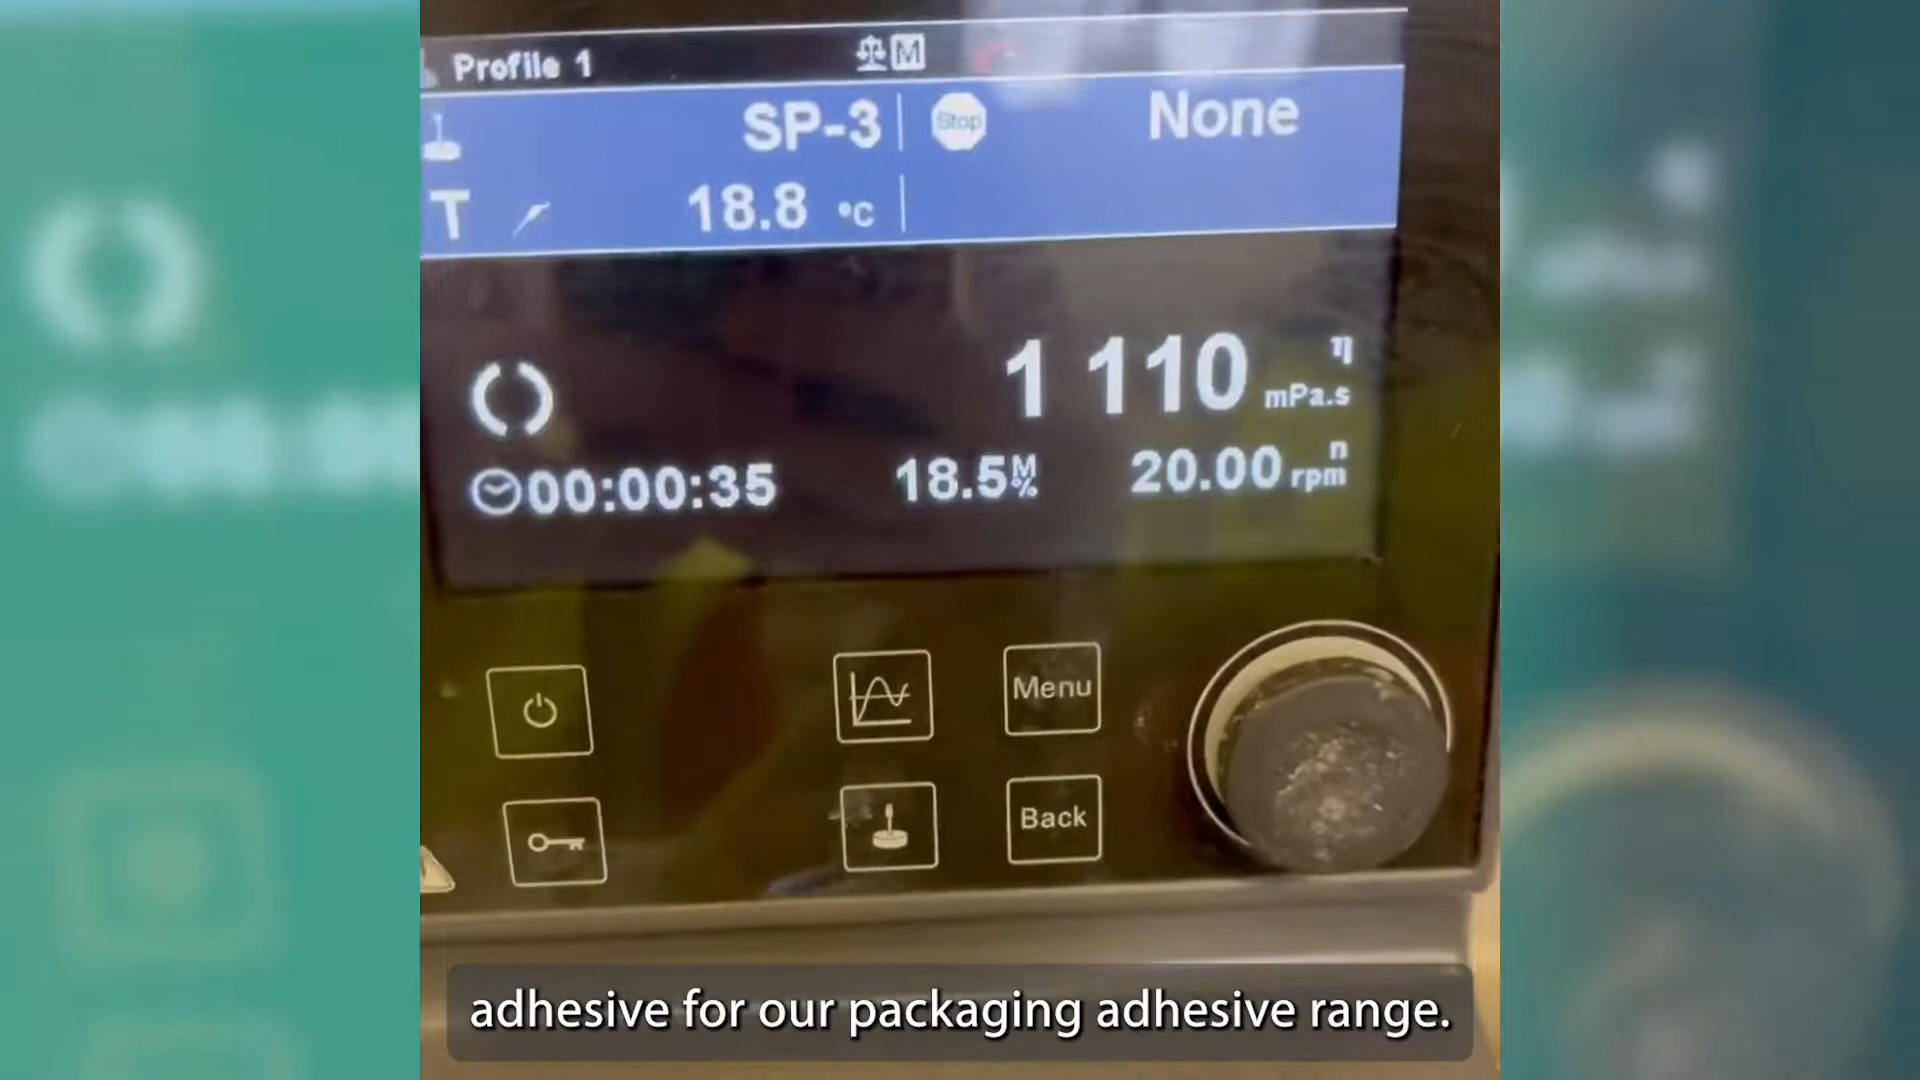 Profile 1 M
SP-3 Stop None
T 18.8 °C
1 110 η mPa.s
00:00:35 18.5 M% 20.00 n rpm
Menu
Back
adhesive for our packaging adhesive range.